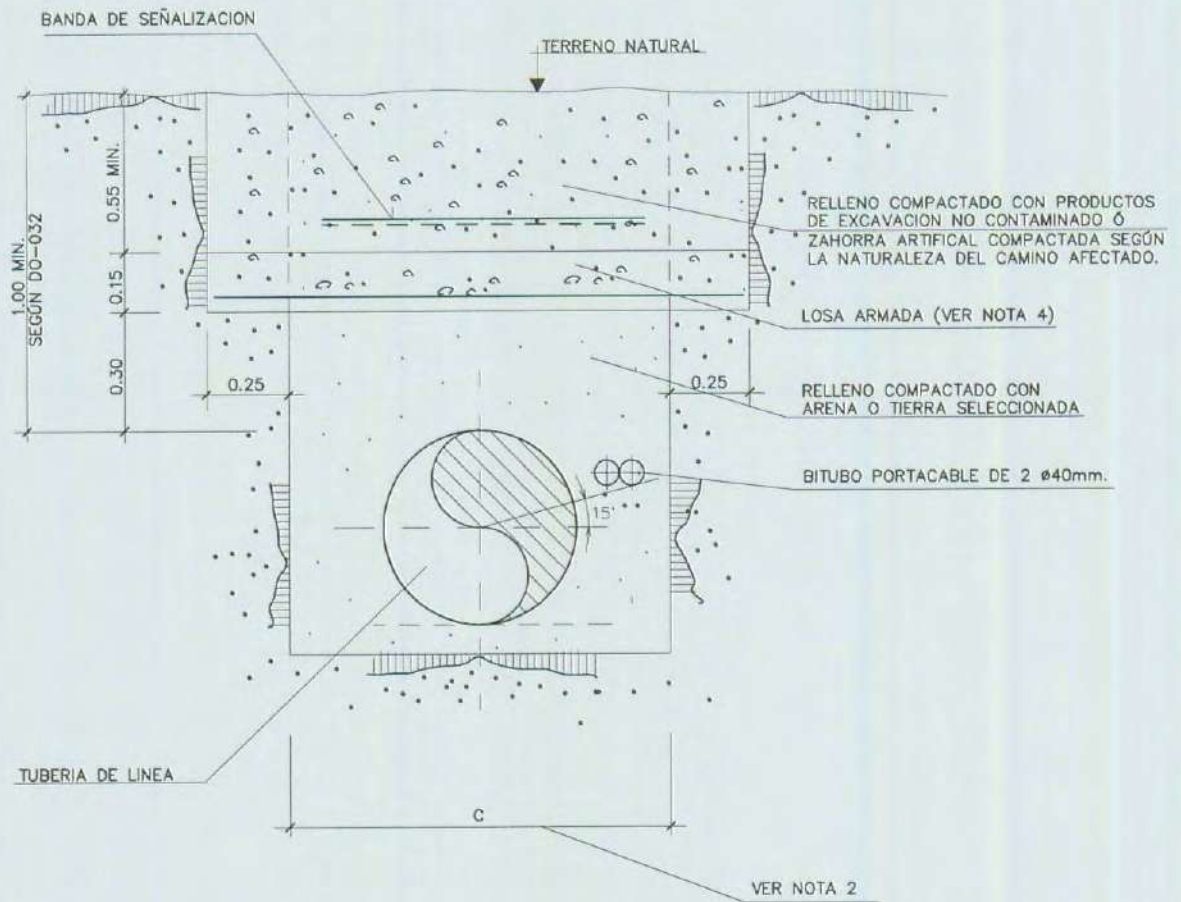 BANDA DE SEÑALIZACION
TERRENO NATURAL
1.00 MIN.
SEGÚN DO-032
0.55 MIN.
0.15
0.30
0.25
0.25
RELLENO COMPACTADO CON PRODUCTOS
DE EXCAVACION NO CONTAMINADO Ó
ZAHORRA ARTIFICAL COMPACTADA SEGÚN
LA NATURALEZA DEL CAMINO AFECTADO.
LOSA ARMADA (VER NOTA 4)
RELLENO COMPACTADO CON
ARENA O TIERRA SELECCIONADA
BITUBO PORTACABLE DE 2 ø40mm.
15'
TUBERIA DE LINEA
C
VER NOTA 2